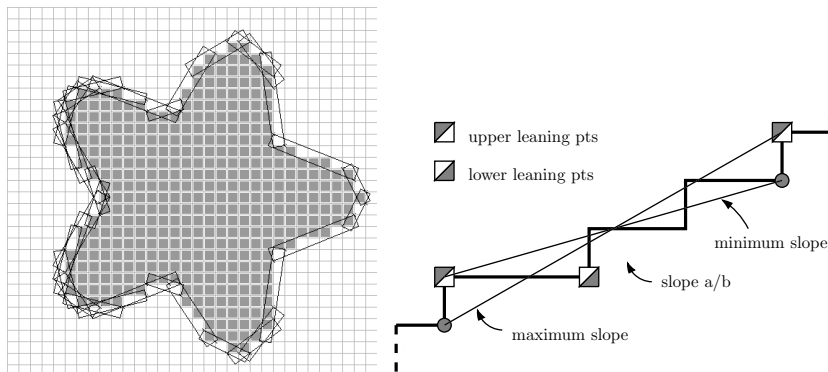 upper leaning pts
lower leaning pts
minimum slope
slope a/b
maximum slope